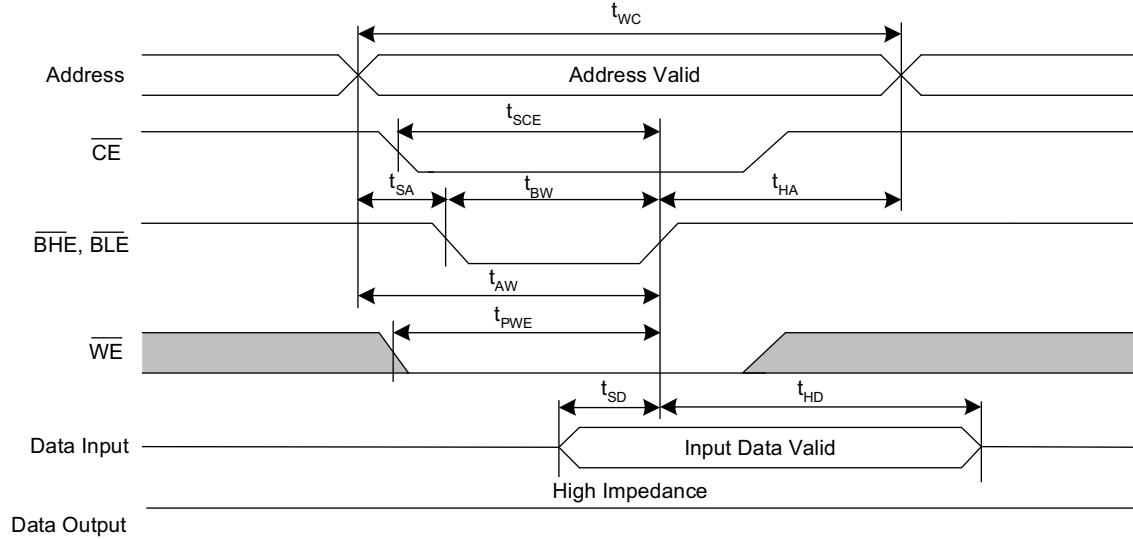 tWC
Address
Address Valid
tSCE
CE
tSA
tBW
tHA
BHE, BLE
tAW
tPWE
WE
tSD
tHD
Data Input
Input Data Valid
High Impedance
Data Output